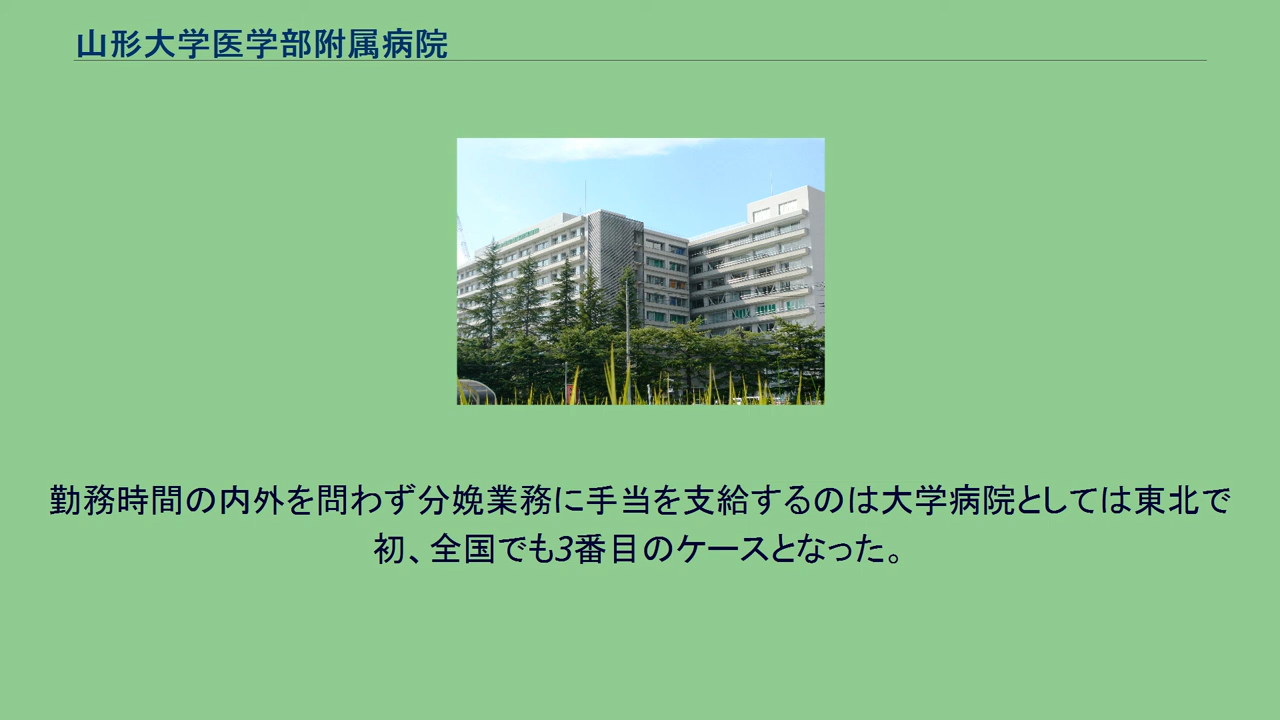 山形大学医学部附属病院
勤務時間の内外を問わず分娩業務に手当を支給するのは大学病院としては東北で
初、全国でも3番目のケースとなった。